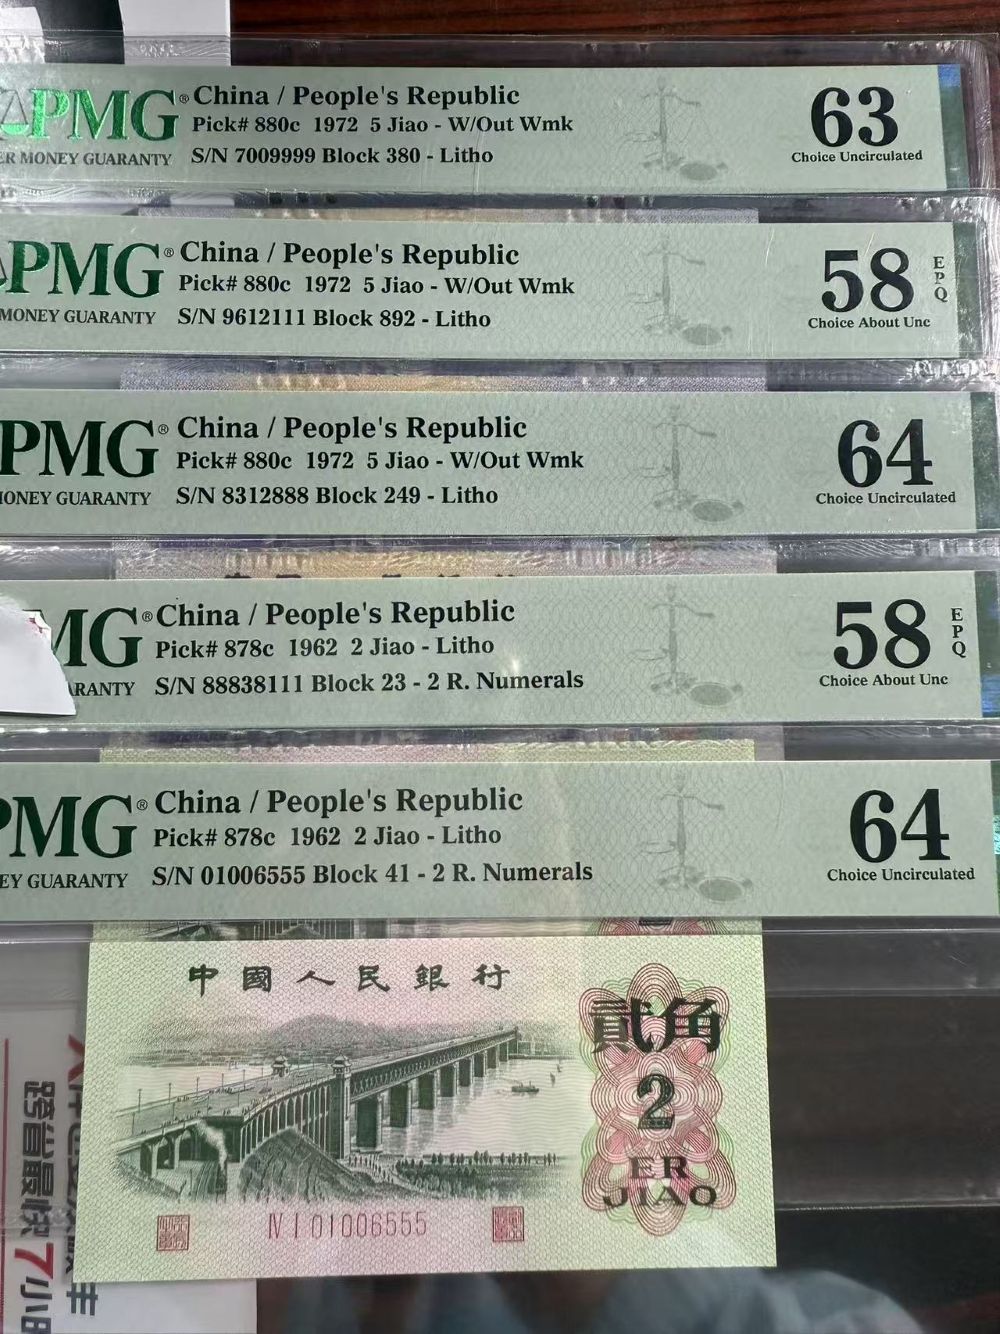 PMG® China / People's Republic
Pick# 880c 1972 5 Jiao - W/Out Wmk
ER MONEY GUARANTY S/N 7009999 Block 380 - Litho
63
Choice Uncirculated
PMG® China / People's Republic
Pick# 880c 1972 5 Jiao - W/Out Wmk
MONEY GUARANTY S/N 9612111 Block 892 - Litho
58 EPQ
Choice About Unc
PMG® China / People's Republic
Pick# 880c 1972 5 Jiao - W/Out Wmk
MONEY GUARANTY S/N 8312888 Block 249 - Litho
64
Choice Uncirculated
MG® China / People's Republic
Pick# 878c 1962 2 Jiao - Litho
RANTY S/N 88838111 Block 23 - 2 R. Numerals
58 EPQ
Choice About Unc
PMG® China / People's Republic
Pick# 878c 1962 2 Jiao - Litho
EY GUARANTY S/N 01006555 Block 41 - 2 R. Numerals
64
Choice Uncirculated
中國人民銀行
貳角
2
ER
JIAO
IV I 01006555
跨省最快7小时